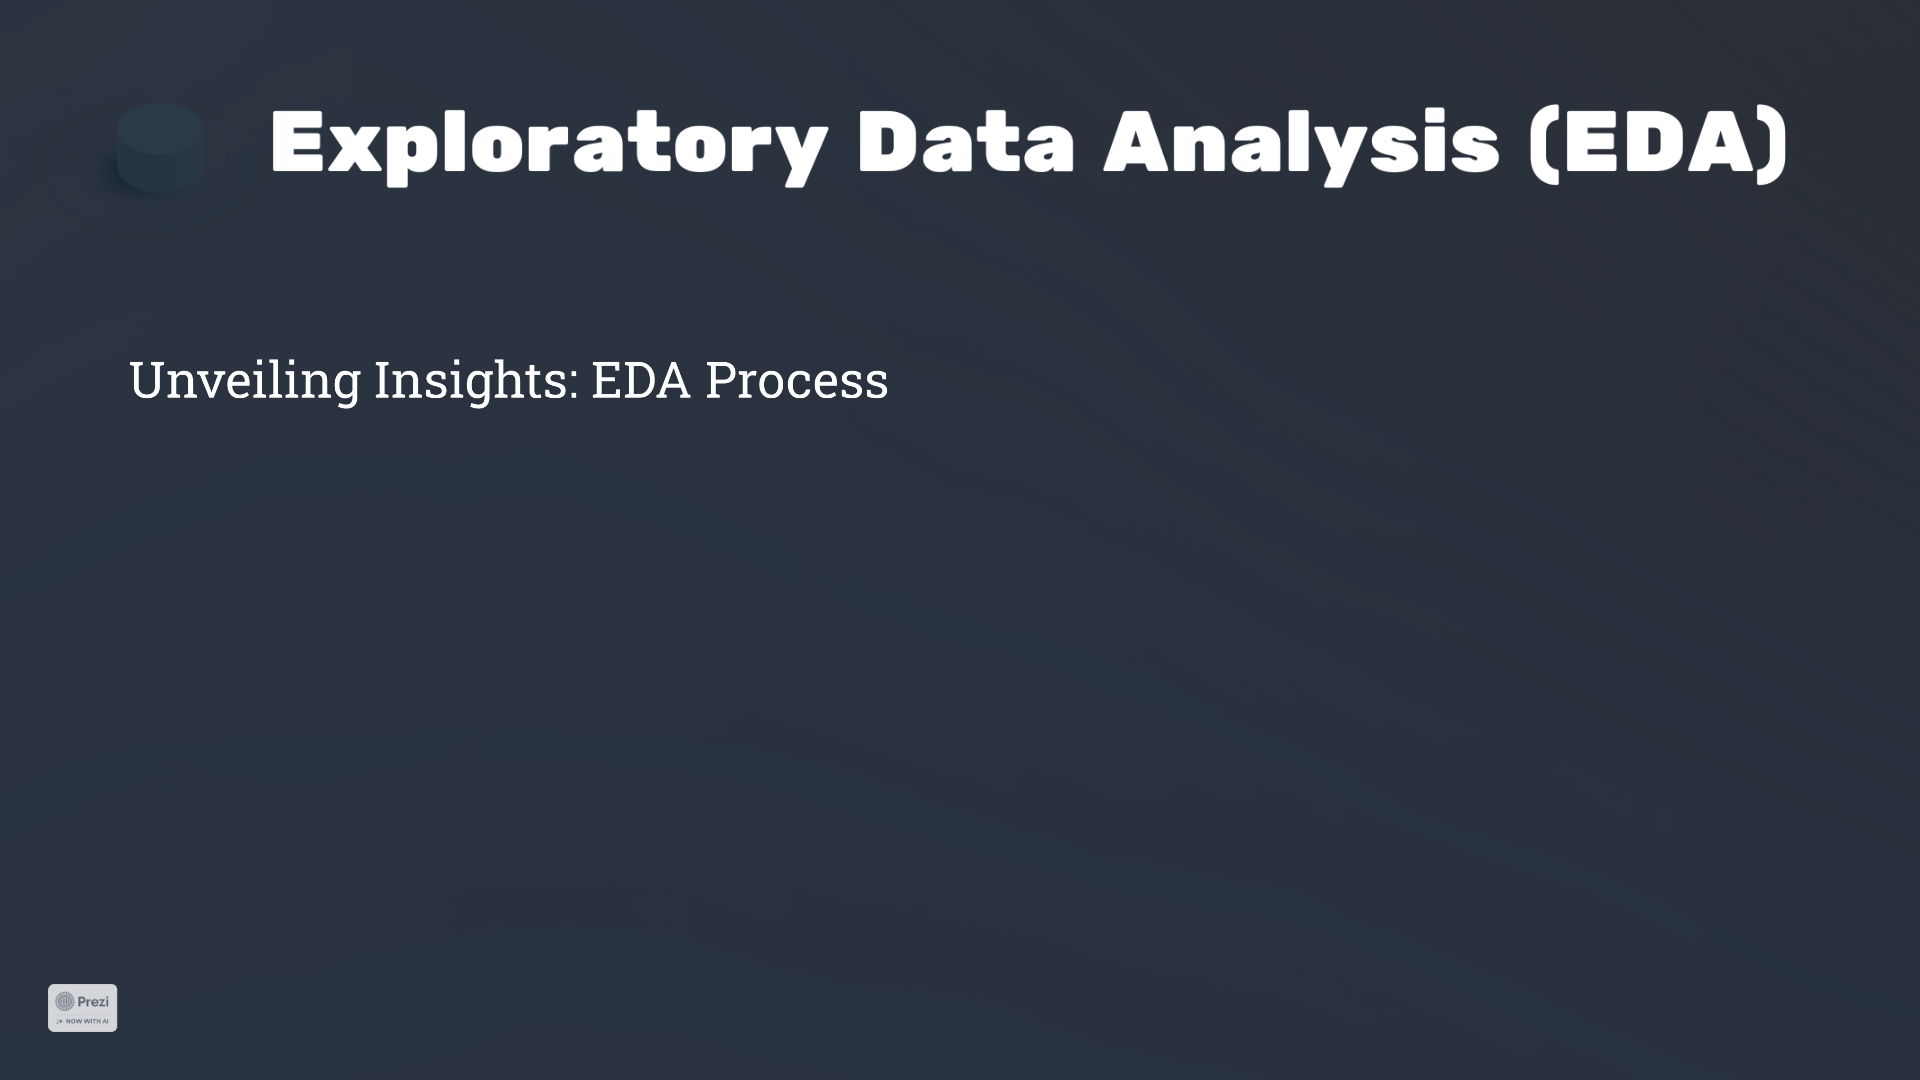 Exploratory Data Analysis (EDA)
Unveiling Insights: EDA Process
Prezi
NOW WITH AI